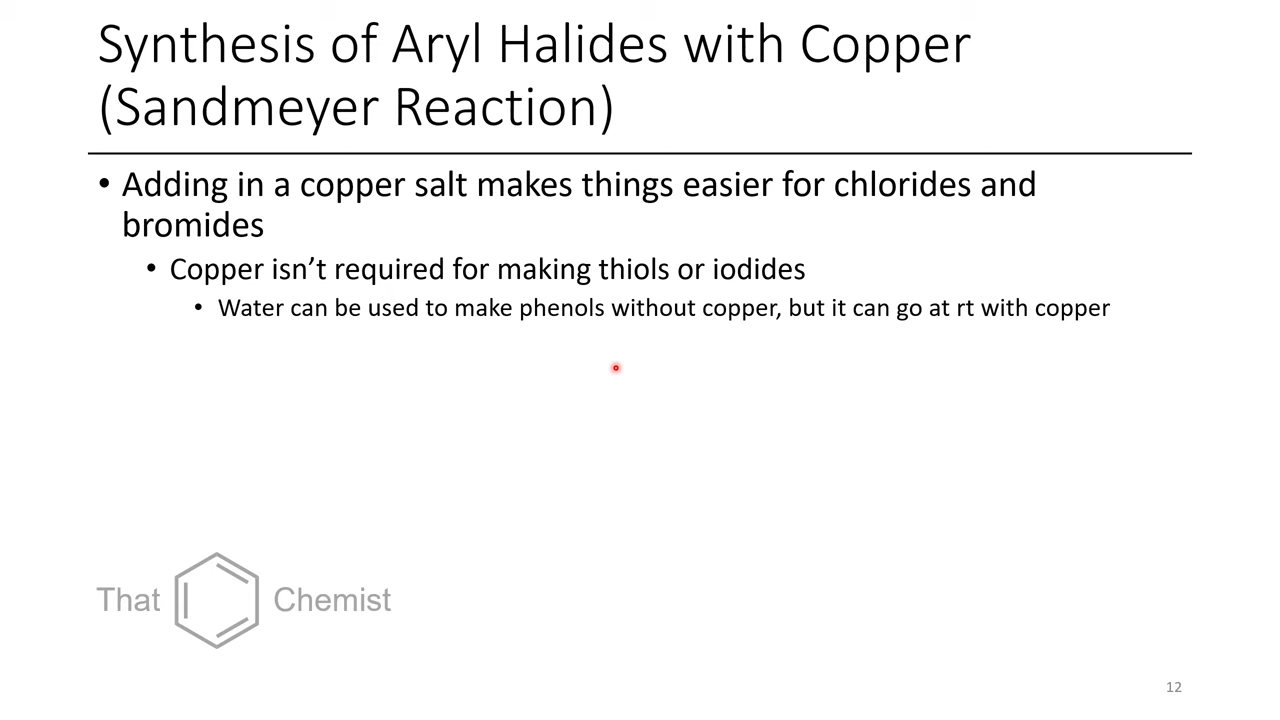 Synthesis of Aryl Halides with Copper
(Sandmeyer Reaction)
• Adding in a copper salt makes things easier for chlorides and
bromides
• Copper isn’t required for making thiols or iodides
• Water can be used to make phenols without copper, but it can go at rt with copper
That Chemist
12